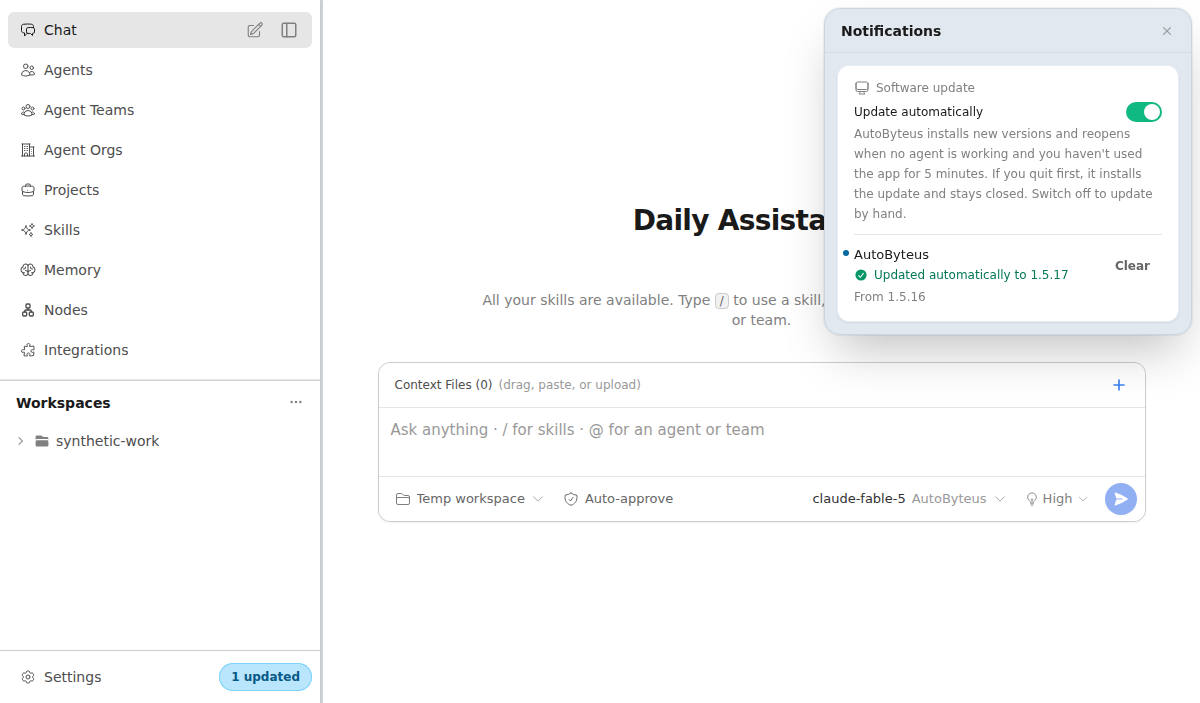 Chat
Agents
Agent Teams
Agent Orgs
Projects
Skills
Memory
Nodes
Integrations
Workspaces
synthetic-work
Settings
1 updated
Daily
All your skills are available. Type / to use a skill,
or team.
Context Files (0) (drag, paste, or upload)
Ask anything · / for skills · @ for an agent or team
Temp workspace
Auto-approve
claude-fable-5 AutoByteus
High
Notifications
Software update
Update automatically
AutoByteus installs new versions and reopens
when no agent is working and you haven't used
the app for 5 minutes. If you quit first, it installs
the update and stays closed. Switch off to update
by hand.
AutoByteus
Updated automatically to 1.5.17
From 1.5.16
Clear